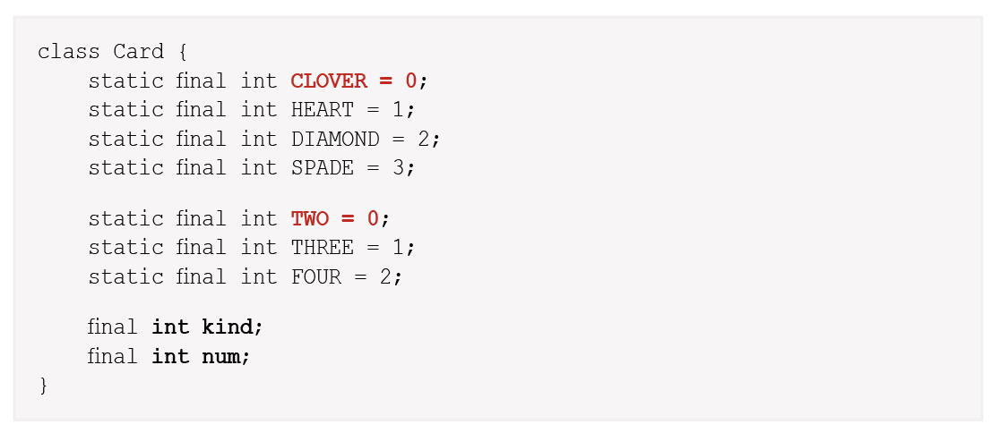 class Card {
    static final int CLOVER = 0;
    static final int HEART = 1;
    static final int DIAMOND = 2;
    static final int SPADE = 3;
    static final int TWO = 0;
    static final int THREE = 1;
    static final int FOUR = 2;
    final int kind;
    final int num;
}